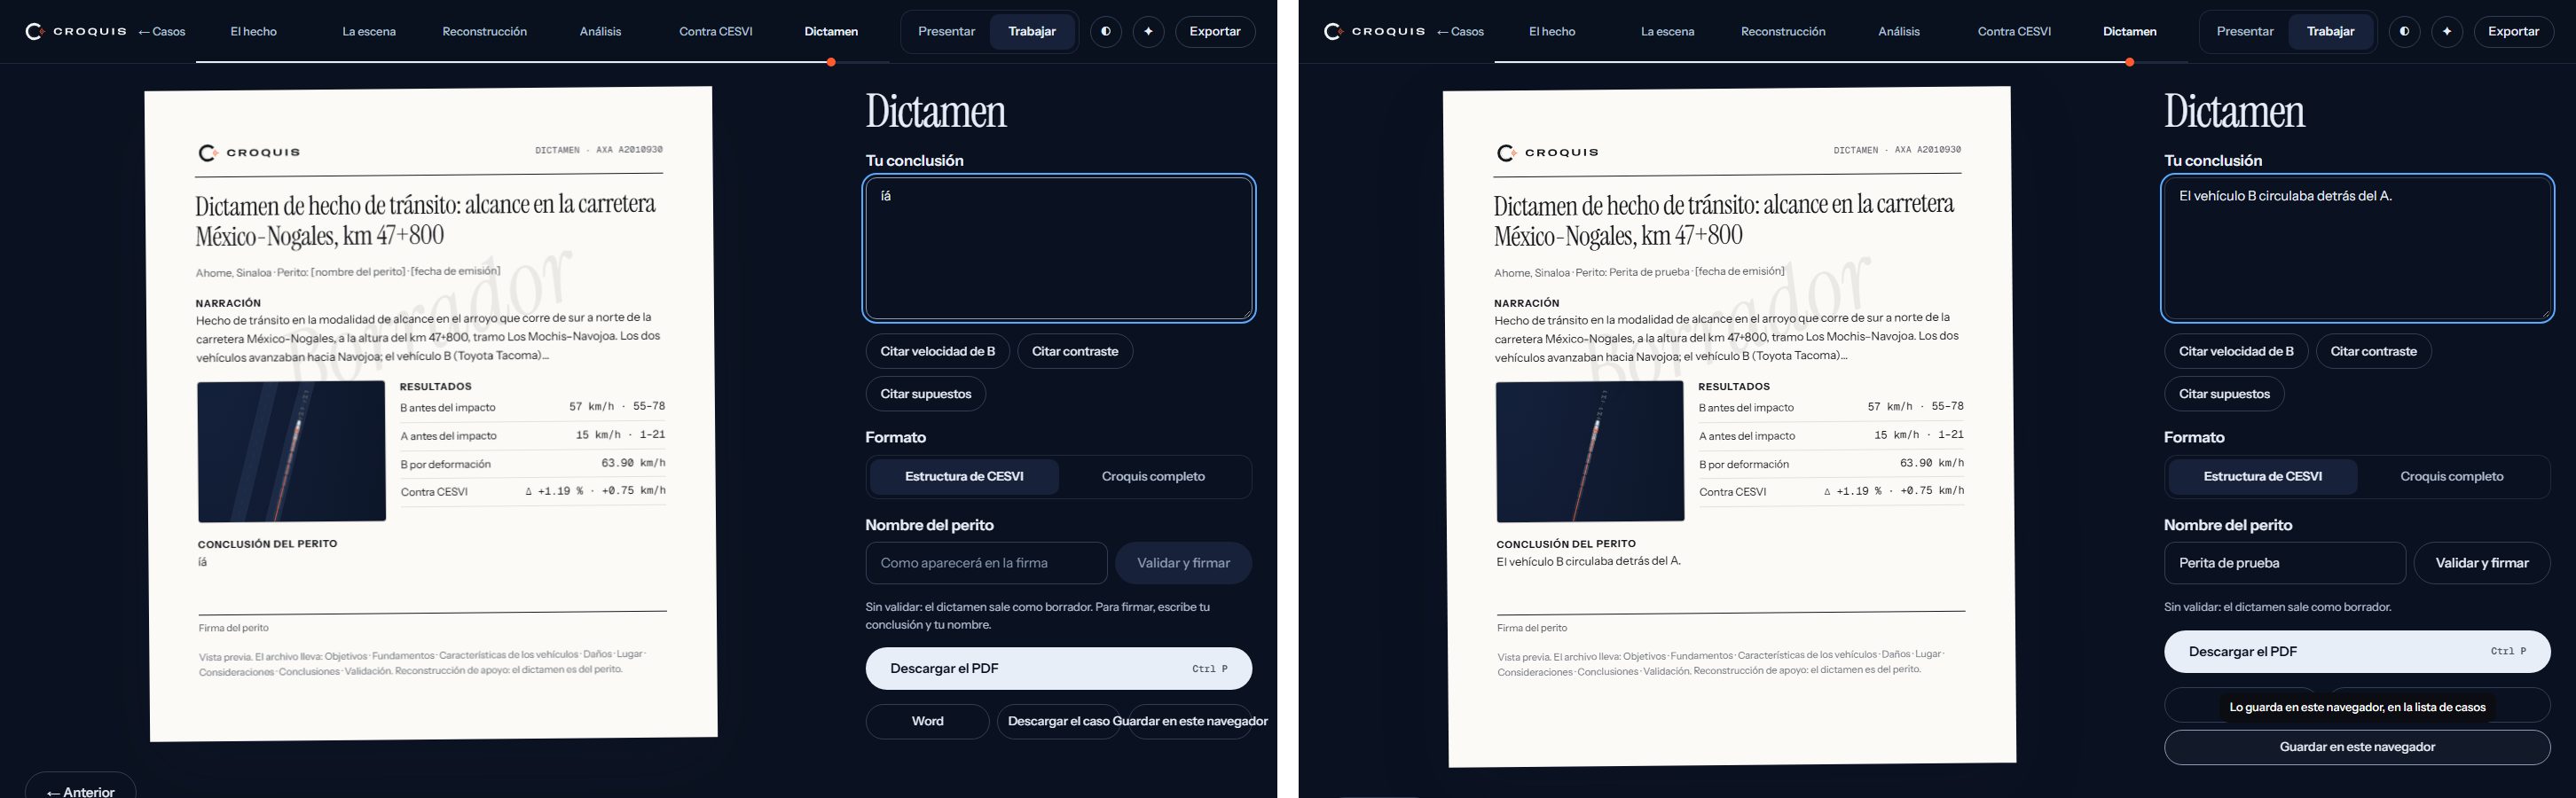 CROQUIS ← Casos El hecho La escena Reconstrucción Análisis Contra CESVI Dictamen Presentar Trabajar Exportar
CROQUIS
DICTAMEN · AXA A2010930
Dictamen de hecho de tránsito: alcance en la carretera
México-Nogales, km 47+800
Ahome, Sinaloa · Perito: [nombre del perito] · [fecha de emisión]
Borrador
NARRACIÓN
Hecho de tránsito en la modalidad de alcance en el arroyo que corre de sur a norte de la
carretera México-Nogales, a la altura del km 47+800, tramo Los Mochis-Navojoa. Los dos
vehículos avanzaban hacia Navojoa; el vehículo B (Toyota Tacoma)...
RESULTADOS
B antes del impacto 57 km/h · 55-78
A antes del impacto 15 km/h · 1-21
B por deformación 63.90 km/h
Contra CESVI Δ +1.19 % · +0.75 km/h
CONCLUSIÓN DEL PERITO
íá
Firma del perito
Vista previa. El archivo lleva: Objetivos · Fundamentos · Características de los vehículos · Daños · Lugar ·
Consideraciones · Conclusiones · Validación. Reconstrucción de apoyo: el dictamen es del perito.
← Anterior
Dictamen
Tu conclusión
íá
Citar velocidad de B Citar contraste
Citar supuestos
Formato
Estructura de CESVI Croquis completo
Nombre del perito
Como aparecerá en la firma Validar y firmar
Sin validar: el dictamen sale como borrador. Para firmar, escribe tu
conclusión y tu nombre.
Descargar el PDF Ctrl P
Word Descargar el caso Guardar en este navegador
CROQUIS ← Casos El hecho La escena Reconstrucción Análisis Contra CESVI Dictamen Presentar Trabajar Exportar
CROQUIS
DICTAMEN · AXA A2010930
Dictamen de hecho de tránsito: alcance en la carretera
México-Nogales, km 47+800
Ahome, Sinaloa · Perito: Perita de prueba · [fecha de emisión]
Borrador
NARRACIÓN
Hecho de tránsito en la modalidad de alcance en el arroyo que corre de sur a norte de la
carretera México-Nogales, a la altura del km 47+800, tramo Los Mochis-Navojoa. Los dos
vehículos avanzaban hacia Navojoa; el vehículo B (Toyota Tacoma)...
RESULTADOS
B antes del impacto 57 km/h · 55-78
A antes del impacto 15 km/h · 1-21
B por deformación 63.90 km/h
Contra CESVI Δ +1.19 % · +0.75 km/h
CONCLUSIÓN DEL PERITO
El vehículo B circulaba detrás del A.
Firma del perito
Vista previa. El archivo lleva: Objetivos · Fundamentos · Características de los vehículos · Daños · Lugar ·
Consideraciones · Conclusiones · Validación. Reconstrucción de apoyo: el dictamen es del perito.
Dictamen
Tu conclusión
El vehículo B circulaba detrás del A.
Citar velocidad de B Citar contraste
Citar supuestos
Formato
Estructura de CESVI Croquis completo
Nombre del perito
Perita de prueba Validar y firmar
Sin validar: el dictamen sale como borrador.
Descargar el PDF Ctrl P
Lo guarda en este navegador, en la lista de casos
Guardar en este navegador